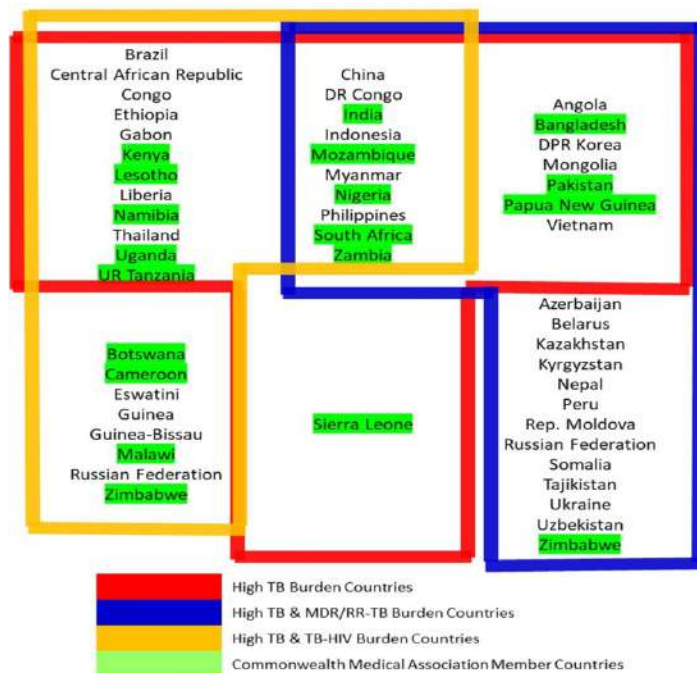 Brazil
Central African Republic
Congo
Ethiopia
Gabon
Kenya
Lesotho
Liberia
Namibia
Thailand
Uganda
UR Tanzania
China
DR Congo
India
Indonesia
Mozambique
Myanmar
Nigeria
Philippines
South Africa
Zambia
Angola
Bangladesh
DPR Korea
Mongolia
Pakistan
Papua New Guinea
Vietnam
Botswana
Cameroon
Eswatini
Guinea
Guinea-Bissau
Malawi
Russian Federation
Zimbabwe
Sierra Leone
Azerbaijan
Belarus
Kazakhstan
Kyrgyzstan
Nepal
Peru
Rep. Moldova
Russian Federation
Somalia
Tajikistan
Ukraine
Uzbekistan
Zimbabwe
High TB Burden Countries
High TB & MDR/RR-TB Burden Countries
High TB & TB-HIV Burden Countries
Commonwealth Medical Association Member Countries